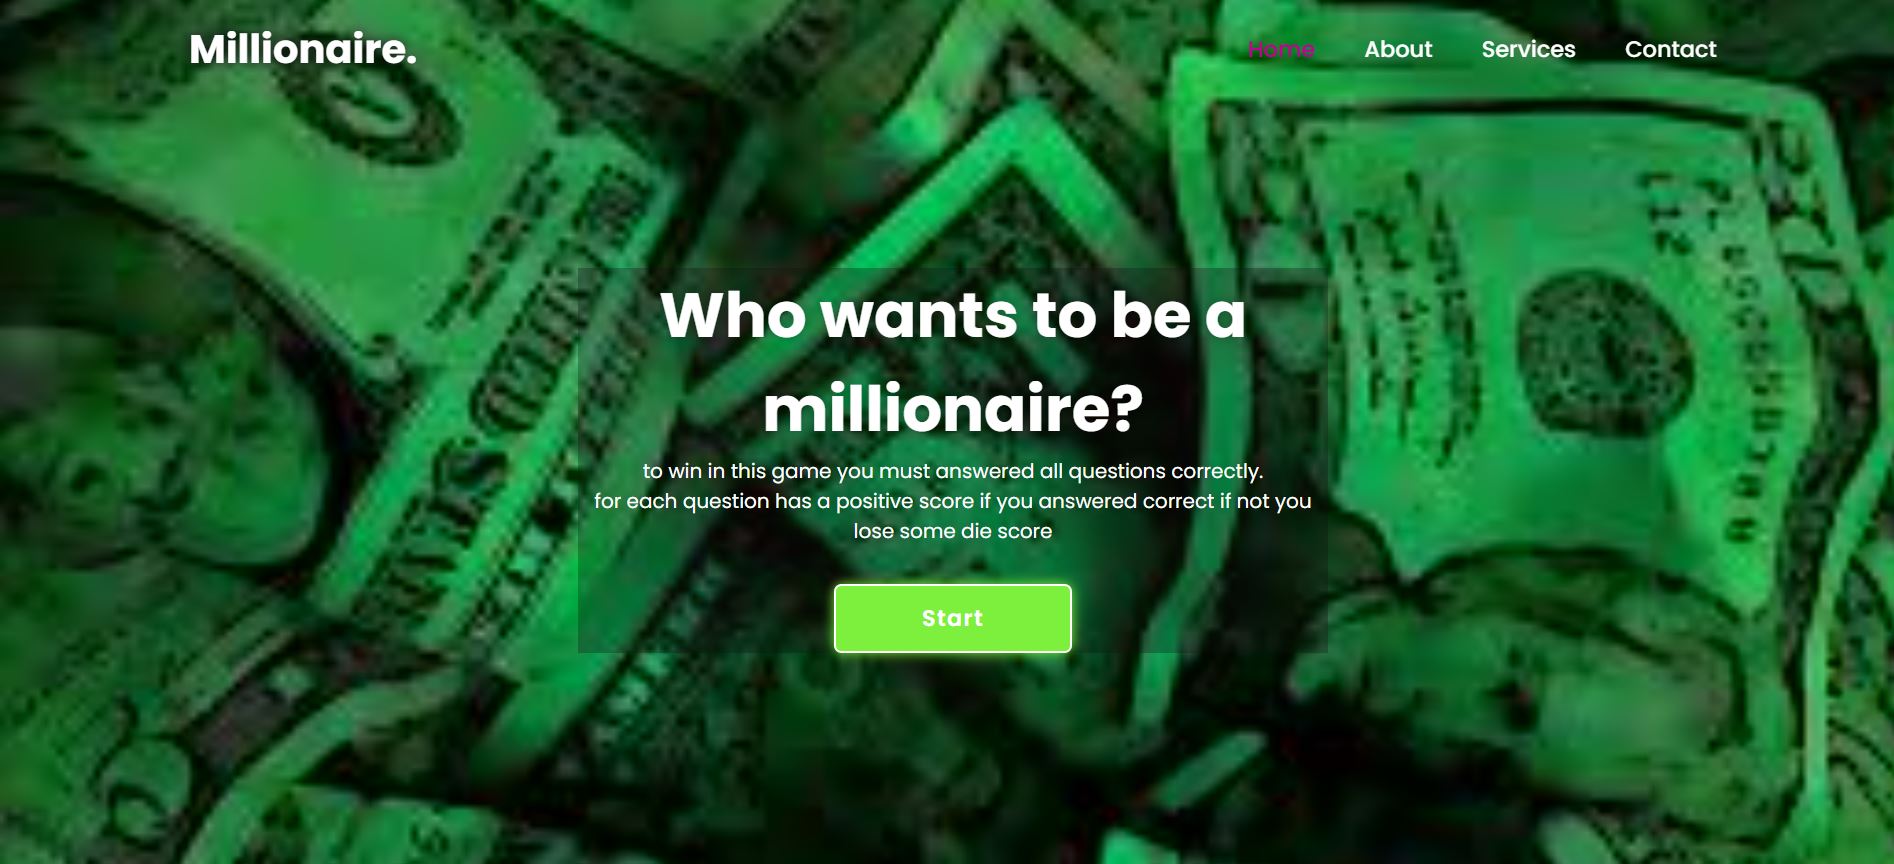 Millionaire.
Home About Services Contact
Who wants to be a
millionaire?
to win in this game you must answered all questions correctly.
for each question has a positive score if you answered correct if not you
lose some die score
Start